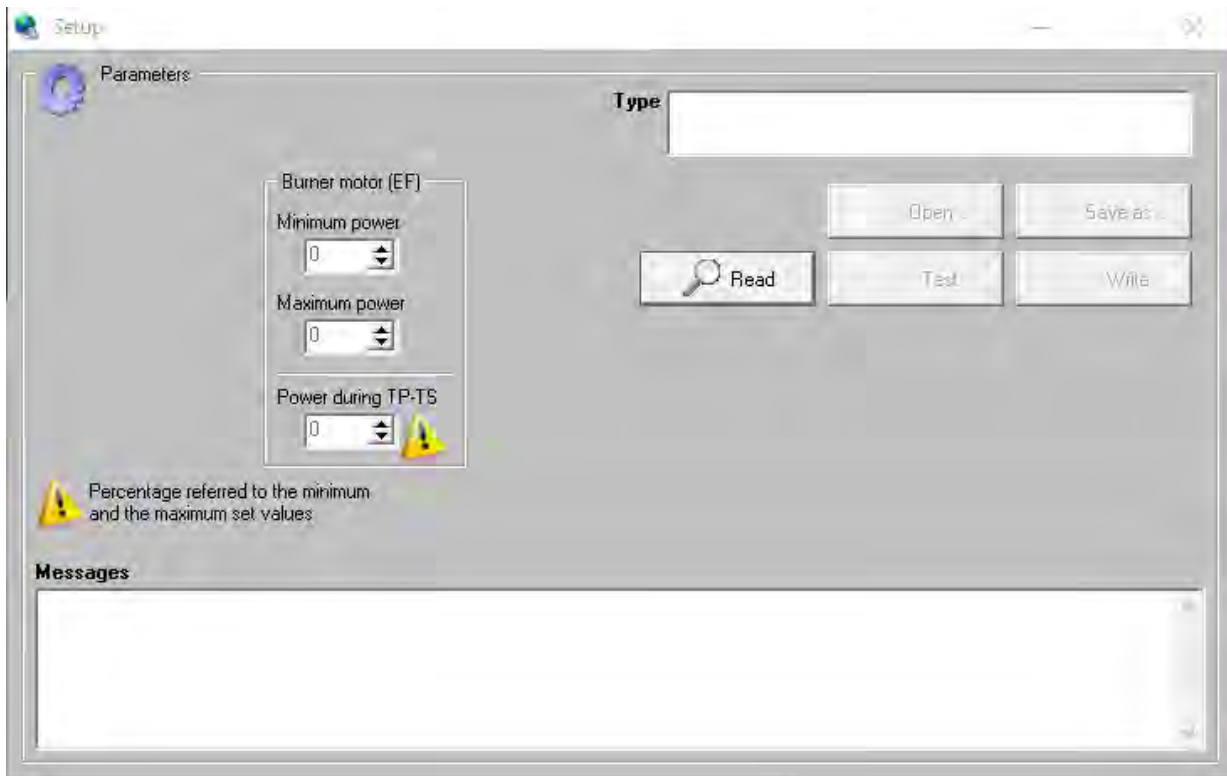 Setup
Parameters
Type
Burner motor (EF)
Minimum power
0
Open...
Save as...
Read
Test
Write
Maximum power
0
Power during TP-TS
0
Percentage referred to the minimum
and the maximum set values
Messages